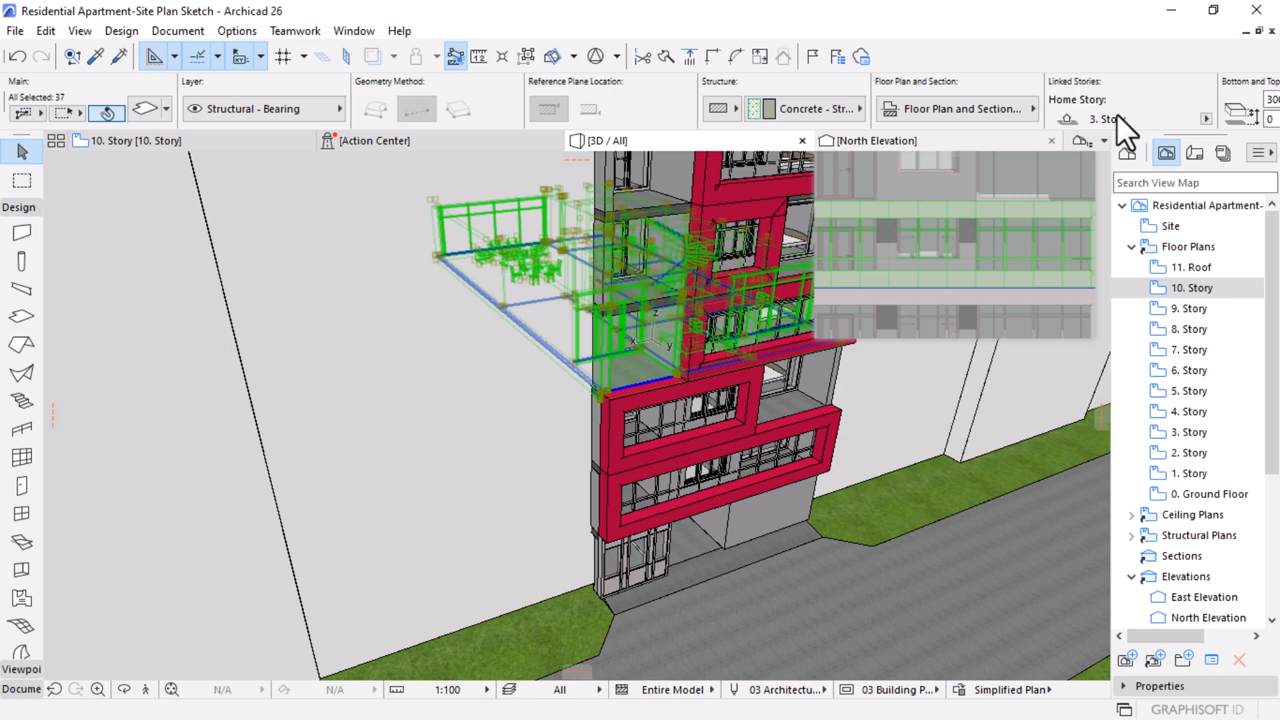 Residential Apartment-Site Plan Sketch - Archicad 26
File Edit View Design Document Options Teamwork Window Help
Main: Layer: Geometry Method: Reference Plane Location: Structure: Floor Plan and Section: Linked Stories: Bottom and Top
All Selected: 37
Structural - Bearing
Concrete - Str...
Floor Plan and Section...
Home Story:
300
3. Sto
0
10. Story [10. Story]
[Action Center]
[3D / All]
[North Elevation]
Search View Map
Design
Residential Apartment-
Site
Floor Plans
11. Roof
10. Story
9. Story
8. Story
7. Story
6. Story
5. Story
4. Story
3. Story
2. Story
1. Story
0. Ground Floor
Ceiling Plans
Structural Plans
Sections
Elevations
East Elevation
North Elevation
z
x
y
Viewpoi
Docume
N/A
N/A
1:100
All
Entire Model
03 Architectu...
03 Building P...
Simplified Plan
Properties
GRAPHISOFT ID